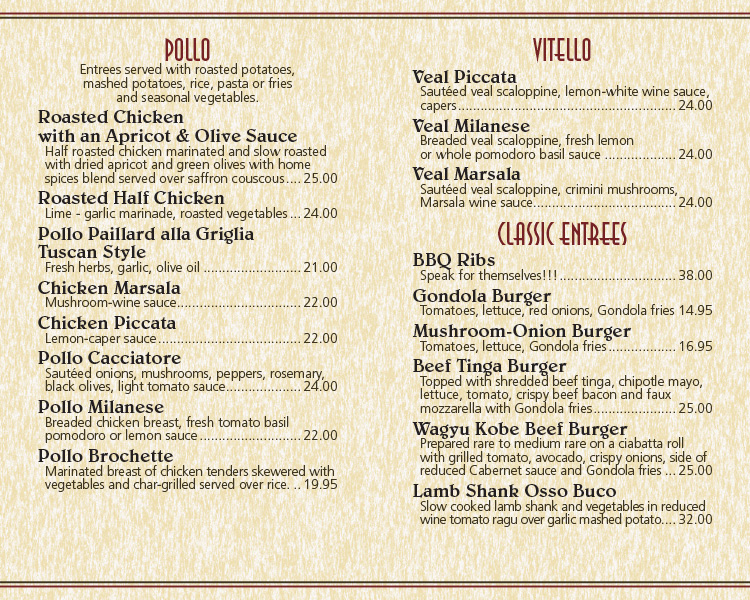 POLLO
Entrees served with roasted potatoes,
mashed potatoes, rice, pasta or fries
and seasonal vegetables.
Roasted Chicken
with an Apricot & Olive Sauce
Half roasted chicken marinated and slow roasted
with dried apricot and green olives with home
spices blend served over saffron couscous....25.00
Roasted Half Chicken
Lime - garlic marinade, roasted vegetables...24.00
Pollo Paillard alla Griglia
Tuscan Style
Fresh herbs, garlic, olive oil ..........................21.00
Chicken Marsala
Mushroom-wine sauce.................................22.00
Chicken Piccata
Lemon-caper sauce......................................22.00
Pollo Cacciatore
Sautéed onions, mushrooms, peppers, rosemary,
black olives, light tomato sauce....................24.00
Pollo Milanese
Breaded chicken breast, fresh tomato basil
pomodoro or lemon sauce...........................22.00
Pollo Brochette
Marinated breast of chicken tenders skewered with
vegetables and char-grilled served over rice. ..19.95
VITELLO
Veal Piccata
Sautéed veal scaloppine, lemon-white wine sauce,
capers..........................................................24.00
Veal Milanese
Breaded veal scaloppine, fresh lemon
or whole pomodoro basil sauce ...................24.00
Veal Marsala
Sautéed veal scaloppine, crimini mushrooms,
Marsala wine sauce......................................24.00
CLASSIC ENTREES
BBQ Ribs
Speak for themselves!!!...............................38.00
Gondola Burger
Tomatoes, lettuce, red onions, Gondola fries 14.95
Mushroom-Onion Burger
Tomatoes, lettuce, Gondola fries..................16.95
Beef Tinga Burger
Topped with shredded beef tinga, chipotle mayo,
lettuce, tomato, crispy beef bacon and faux
mozzarella with Gondola fries......................25.00
Wagyu Kobe Beef Burger
Prepared rare to medium rare on a ciabatta roll
with grilled tomato, avocado, crispy onions, side of
reduced Cabernet sauce and Gondola fries ...25.00
Lamb Shank Osso Buco
Slow cooked lamb shank and vegetables in reduced
wine tomato ragu over garlic mashed potato....32.00